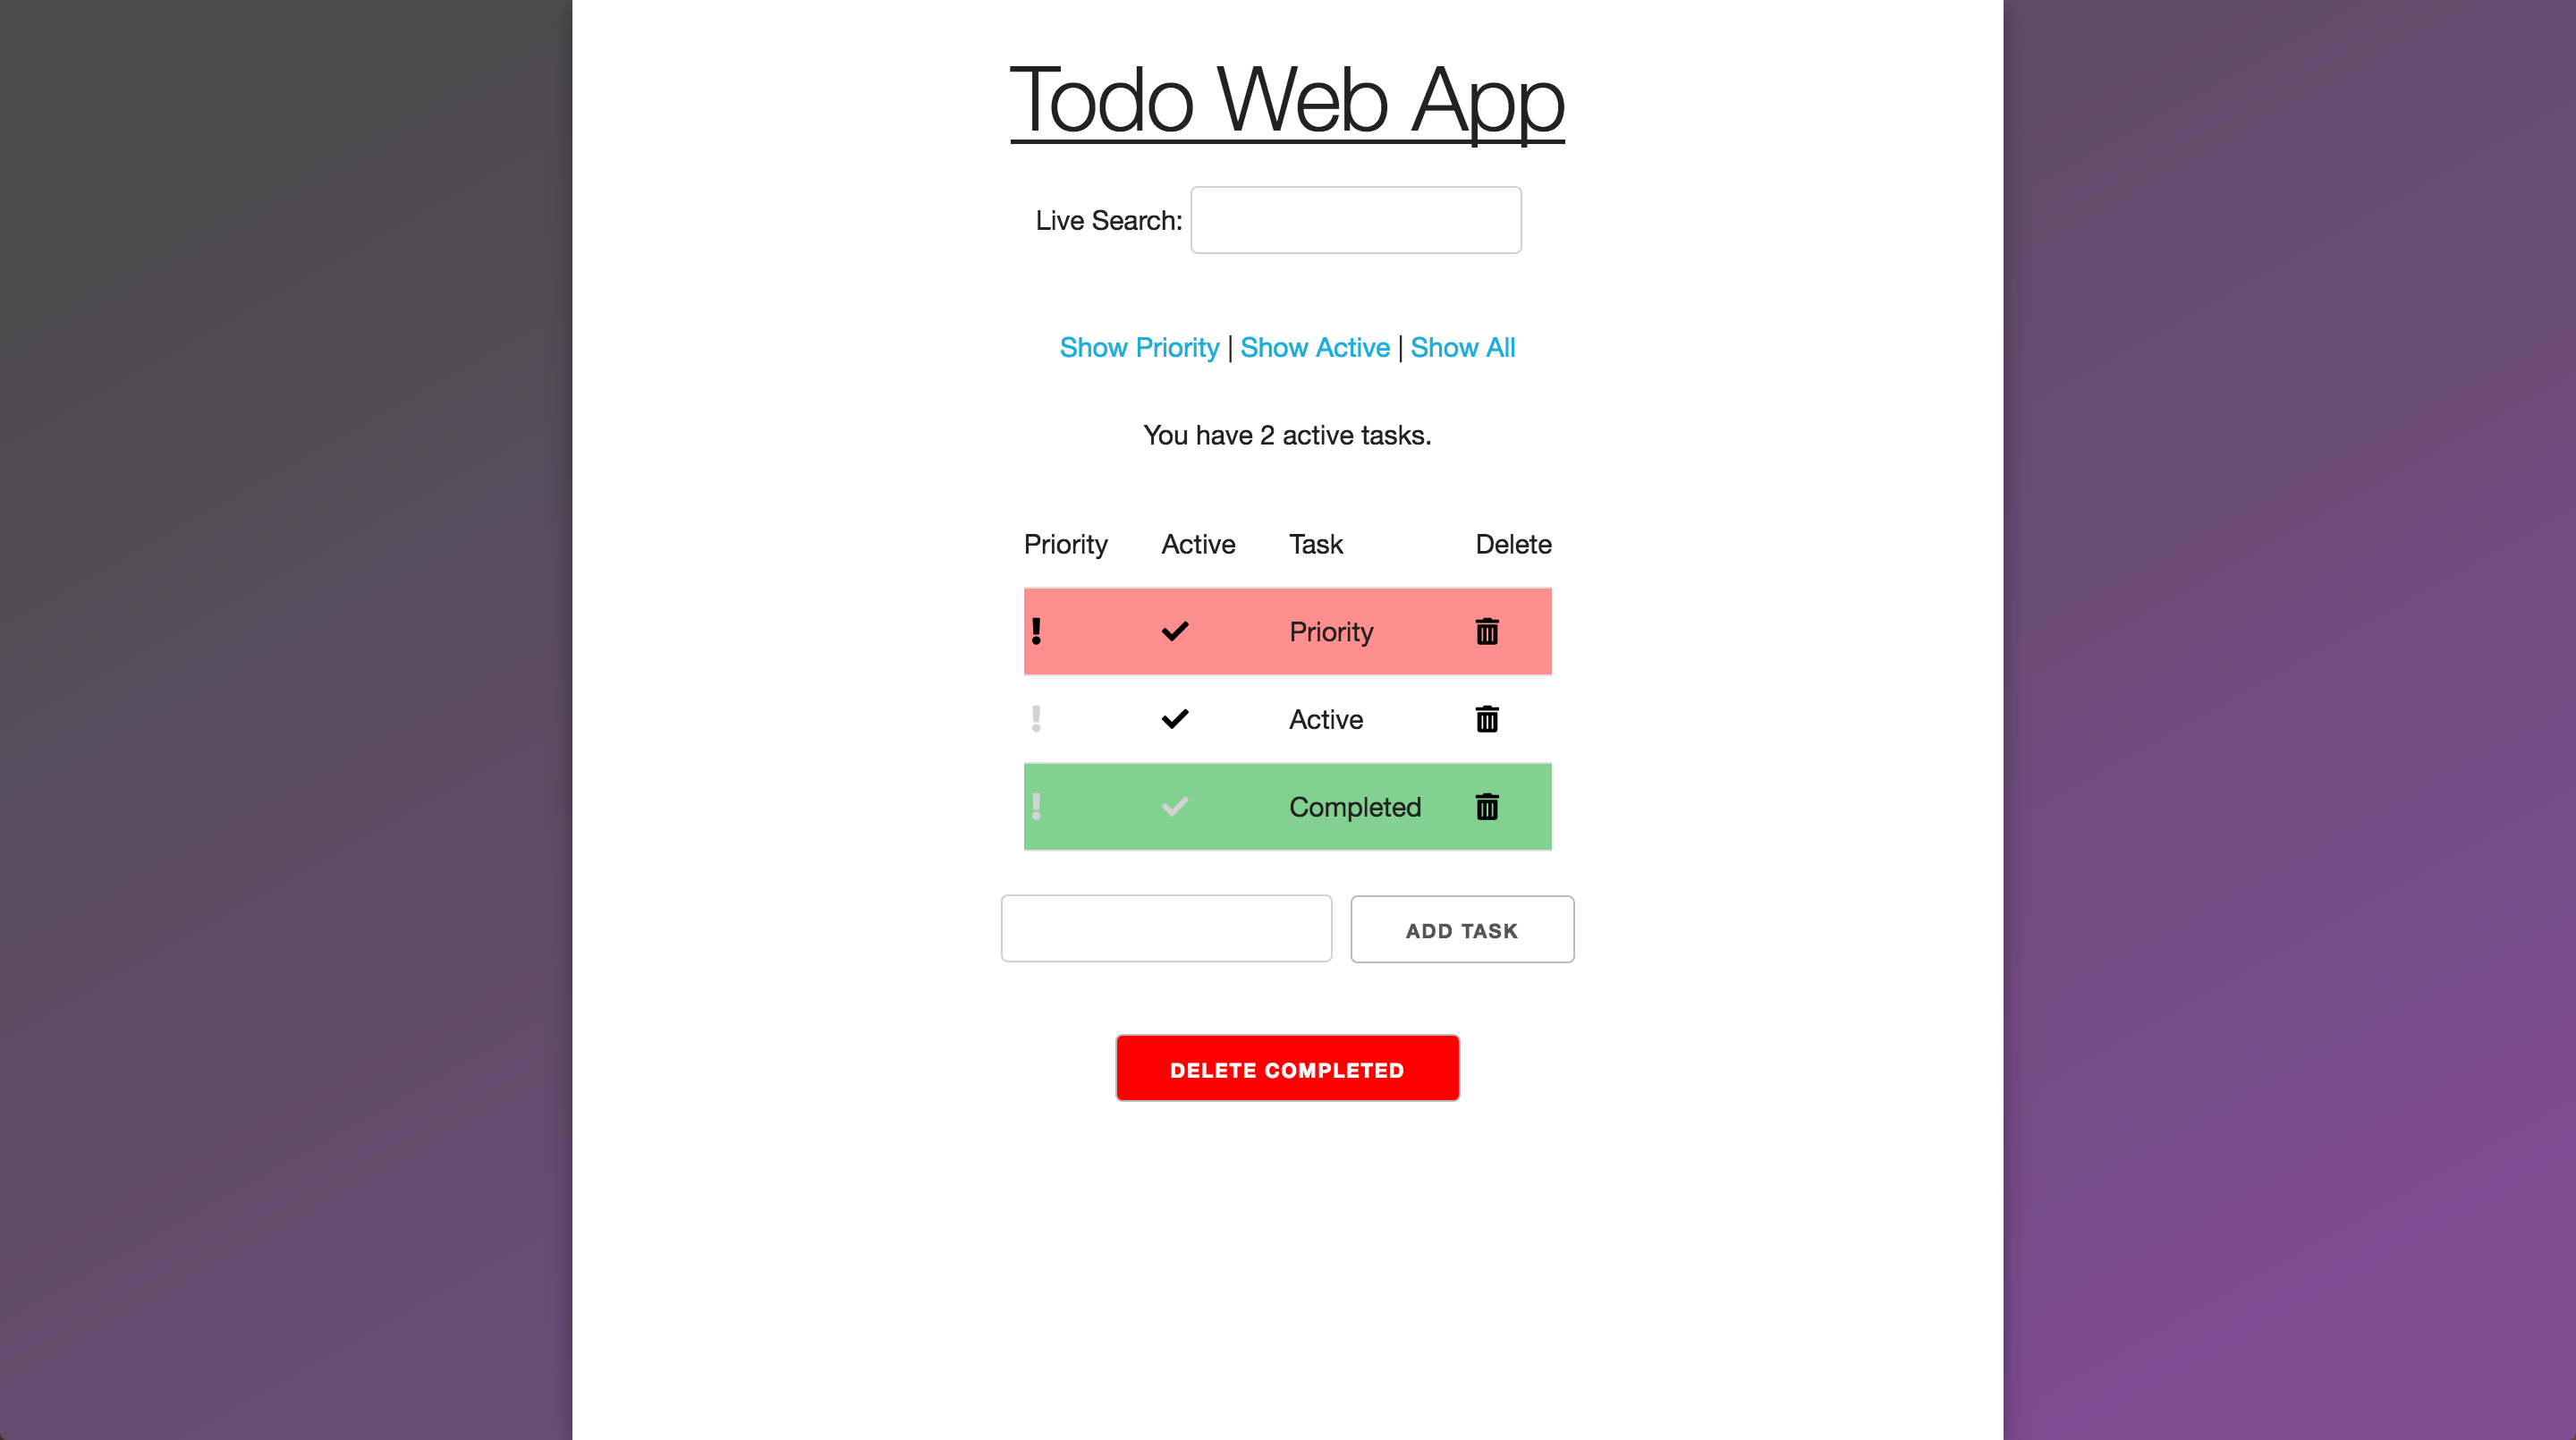 Todo Web App
Live Search:
Show Priority | Show Active | Show All
You have 2 active tasks.
Priority Active Task Delete
Priority
Active
Completed
ADD TASK
DELETE COMPLETED